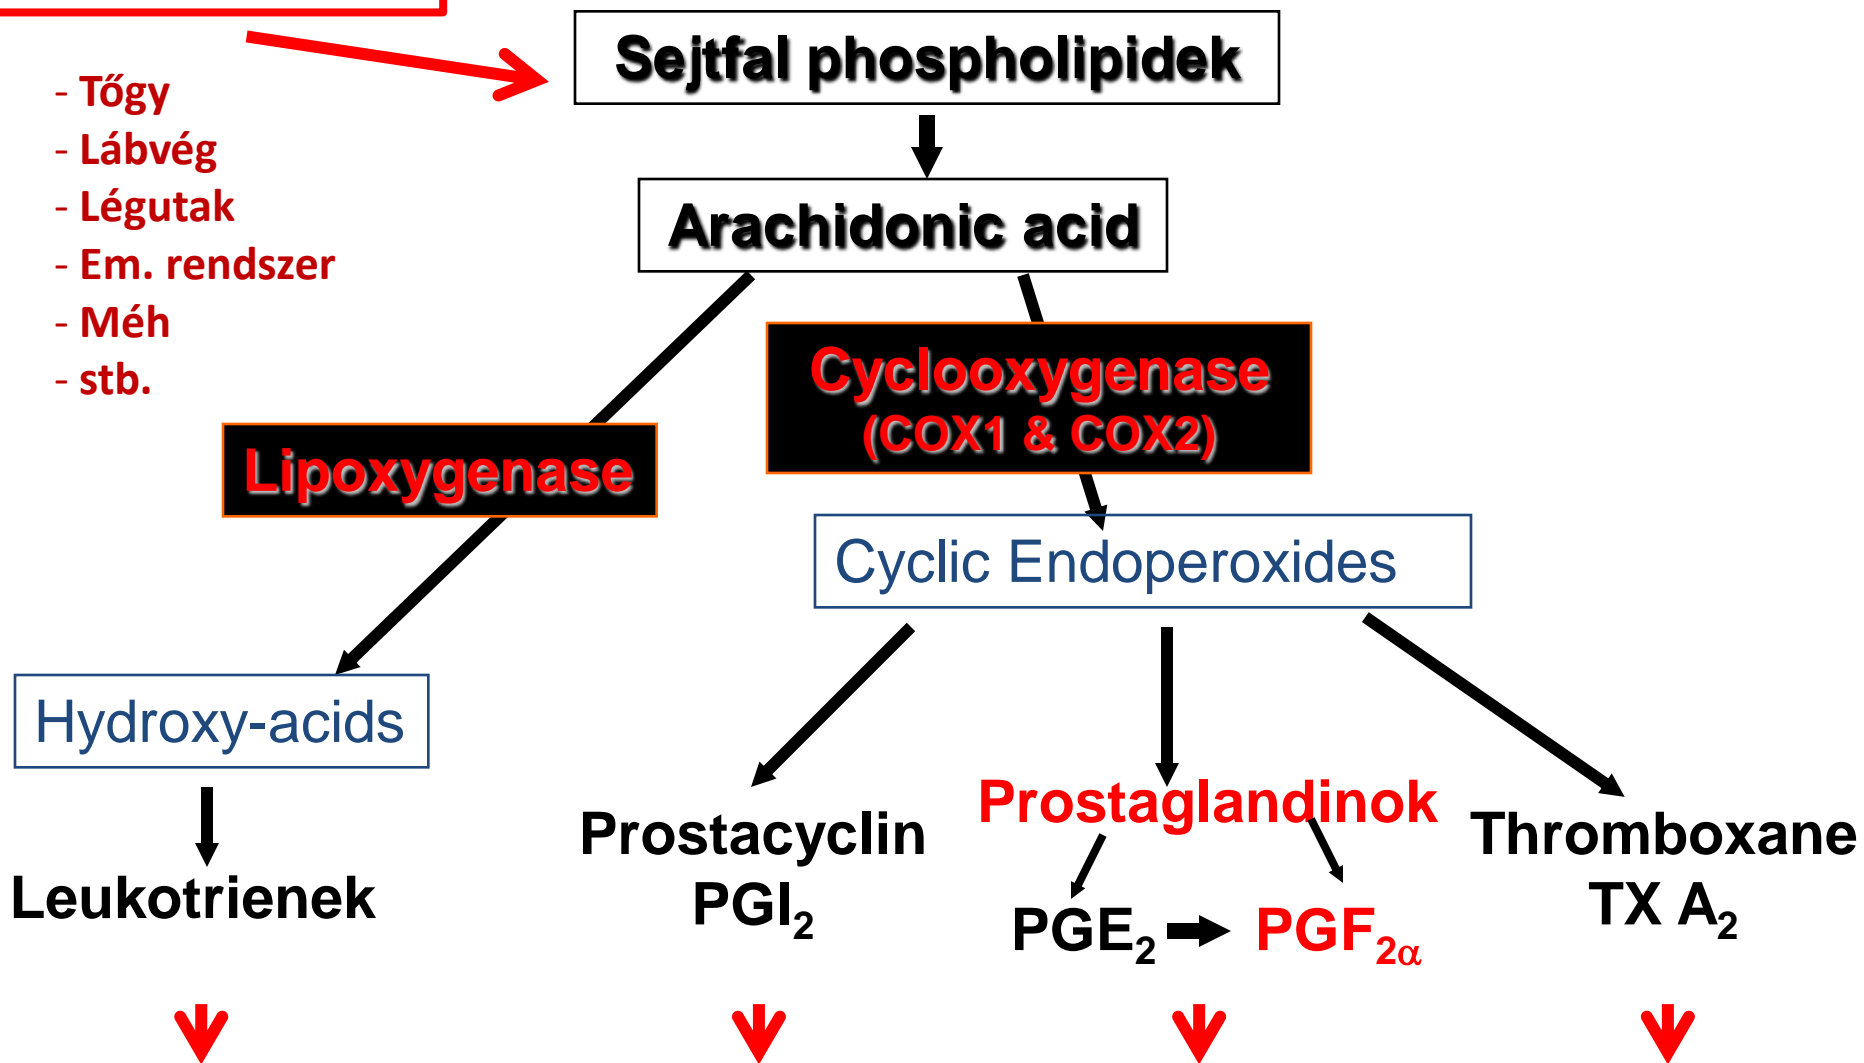 Sejtfal phospholipidek
- Tőgy
- Lábvég
- Légutak
- Em. rendszer
- Méh
- stb.
Arachidonic acid
Cyclooxygenase
(COX1 & COX2)
Lipoxygenase
Cyclic Endoperoxides
Hydroxy-acids
Leukotrienek
Prostacyclin
PGI₂
Prostaglandinok
PGE₂
PGF₂α
Thromboxane
TX A₂